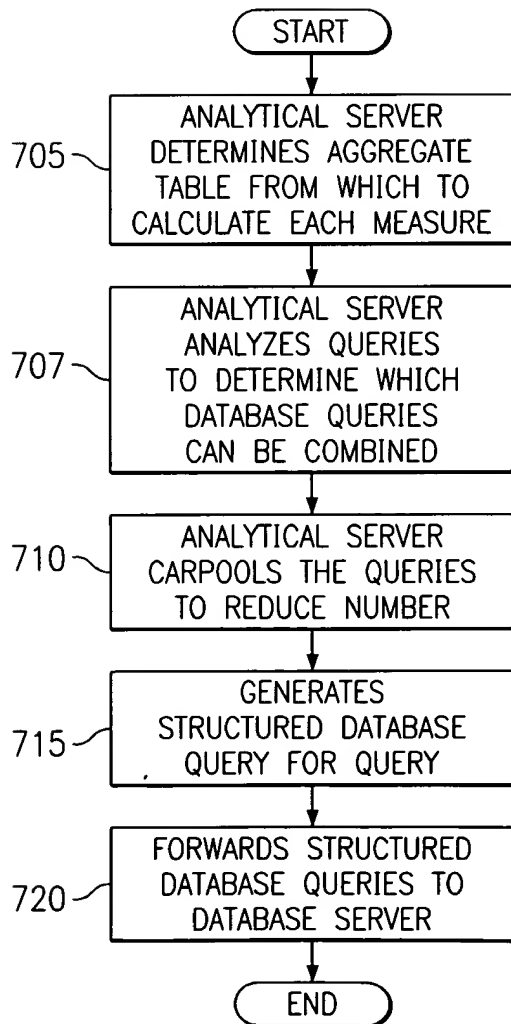 START
705
ANALYTICAL SERVER
DETERMINES AGGREGATE
TABLE FROM WHICH TO
CALCULATE EACH MEASURE
707
ANALYTICAL SERVER
ANALYZES QUERIES
TO DETERMINE WHICH
DATABASE QUERIES
CAN BE COMBINED
710
ANALYTICAL SERVER
CARPOOLS THE QUERIES
TO REDUCE NUMBER
715
GENERATES
STRUCTURED DATABASE
QUERY FOR QUERY
720
FORWARDS STRUCTURED
DATABASE QUERIES TO
DATABASE SERVER
END